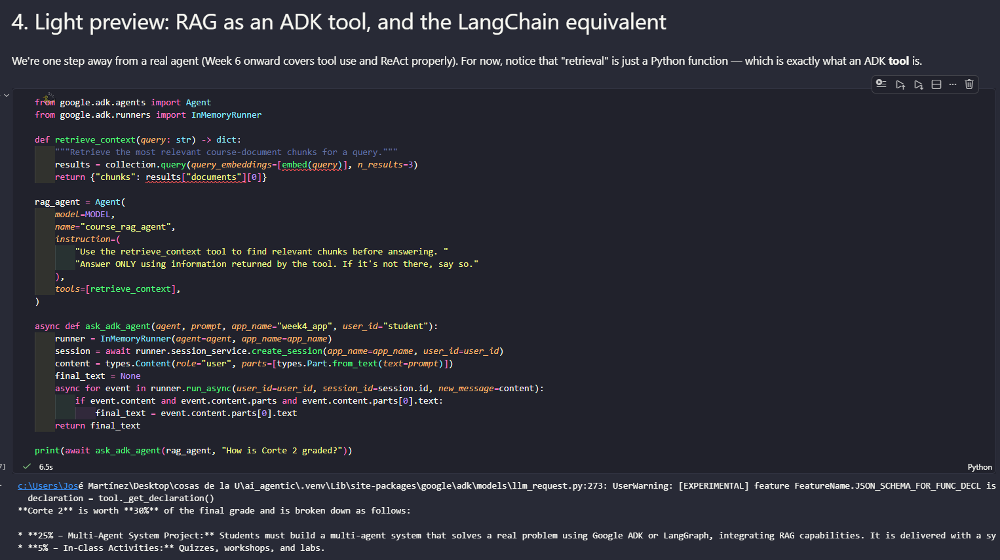 4. Light preview: RAG as an ADK tool, and the LangChain equivalent
We're one step away from a real agent (Week 6 onward covers tool use and ReAct properly). For now, notice that "retrieval" is just a Python function — which is exactly what an ADK tool is.
from google.adk.agents import Agent
from google.adk.runners import InMemoryRunner
def retrieve_context(query: str) -> dict:
    """Retrieve the most relevant course-document chunks for a query."""
    results = collection.query(query_embeddings=[embed(query)], n_results=3)
    return {"chunks": results["documents"][0]}
rag_agent = Agent(
    model=MODEL,
    name="course_rag_agent",
    instruction=(
        "Use the retrieve_context tool to find relevant chunks before answering. "
        "Answer ONLY using information returned by the tool. If it's not there, say so."
    ),
    tools=[retrieve_context],
)
async def ask_adk_agent(agent, prompt, app_name="week4_app", user_id="student"):
    runner = InMemoryRunner(agent=agent, app_name=app_name)
    session = await runner.session_service.create_session(app_name=app_name, user_id=user_id)
    content = types.Content(role="user", parts=[types.Part.from_text(text=prompt)])
    final_text = None
    async for event in runner.run_async(user_id=user_id, session_id=session.id, new_message=content):
        if event.content and event.content.parts and event.content.parts[0].text:
            final_text = event.content.parts[0].text
    return final_text
print(await ask_adk_agent(rag_agent, "How is Corte 2 graded?"))
7] 6.5s Python
c:\Users\José Martínez\Desktop\cosas de la U\ai_agentic\.venv\Lib\site-packages\google\adk\models\llm_request.py:273: UserWarning: [EXPERIMENTAL] feature FeatureName.JSON_SCHEMA_FOR_FUNC_DECL is
  declaration = tool._get_declaration()
**Corte 2** is worth **30%** of the final grade and is broken down as follows:
* **25% – Multi-Agent System Project:** Students must build a multi-agent system that solves a real problem using Google ADK or LangGraph, integrating RAG capabilities. It is delivered with a sy
* **5% – In-Class Activities:** Quizzes, workshops, and labs.